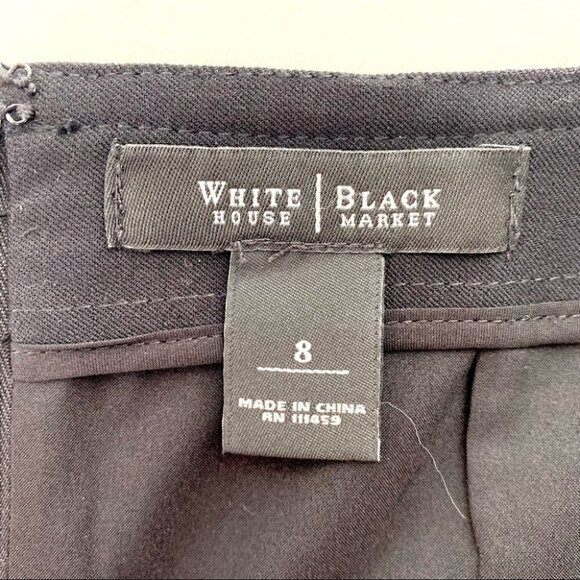 WHITE | BLACK
HOUSE | MARKET
8
MADE IN CHINA
RN 111459